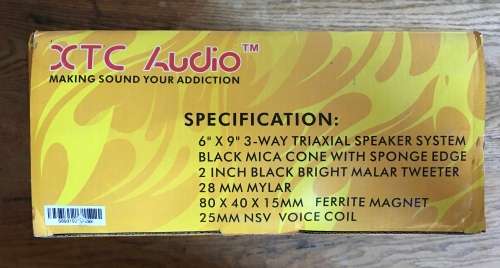 XTC Audio™
MAKING SOUND YOUR ADDICTION
SPECIFICATION:
6" X 9" 3-WAY TRIAXIAL SPEAKER SYSTEM
BLACK MICA CONE WITH SPONGE EDGE
2 INCH BLACK BRIGHT MALAR TWEETER
28 MM MYLAR
80 X 40 X 15MM FERRITE MAGNET
25MM NSV VOICE COIL